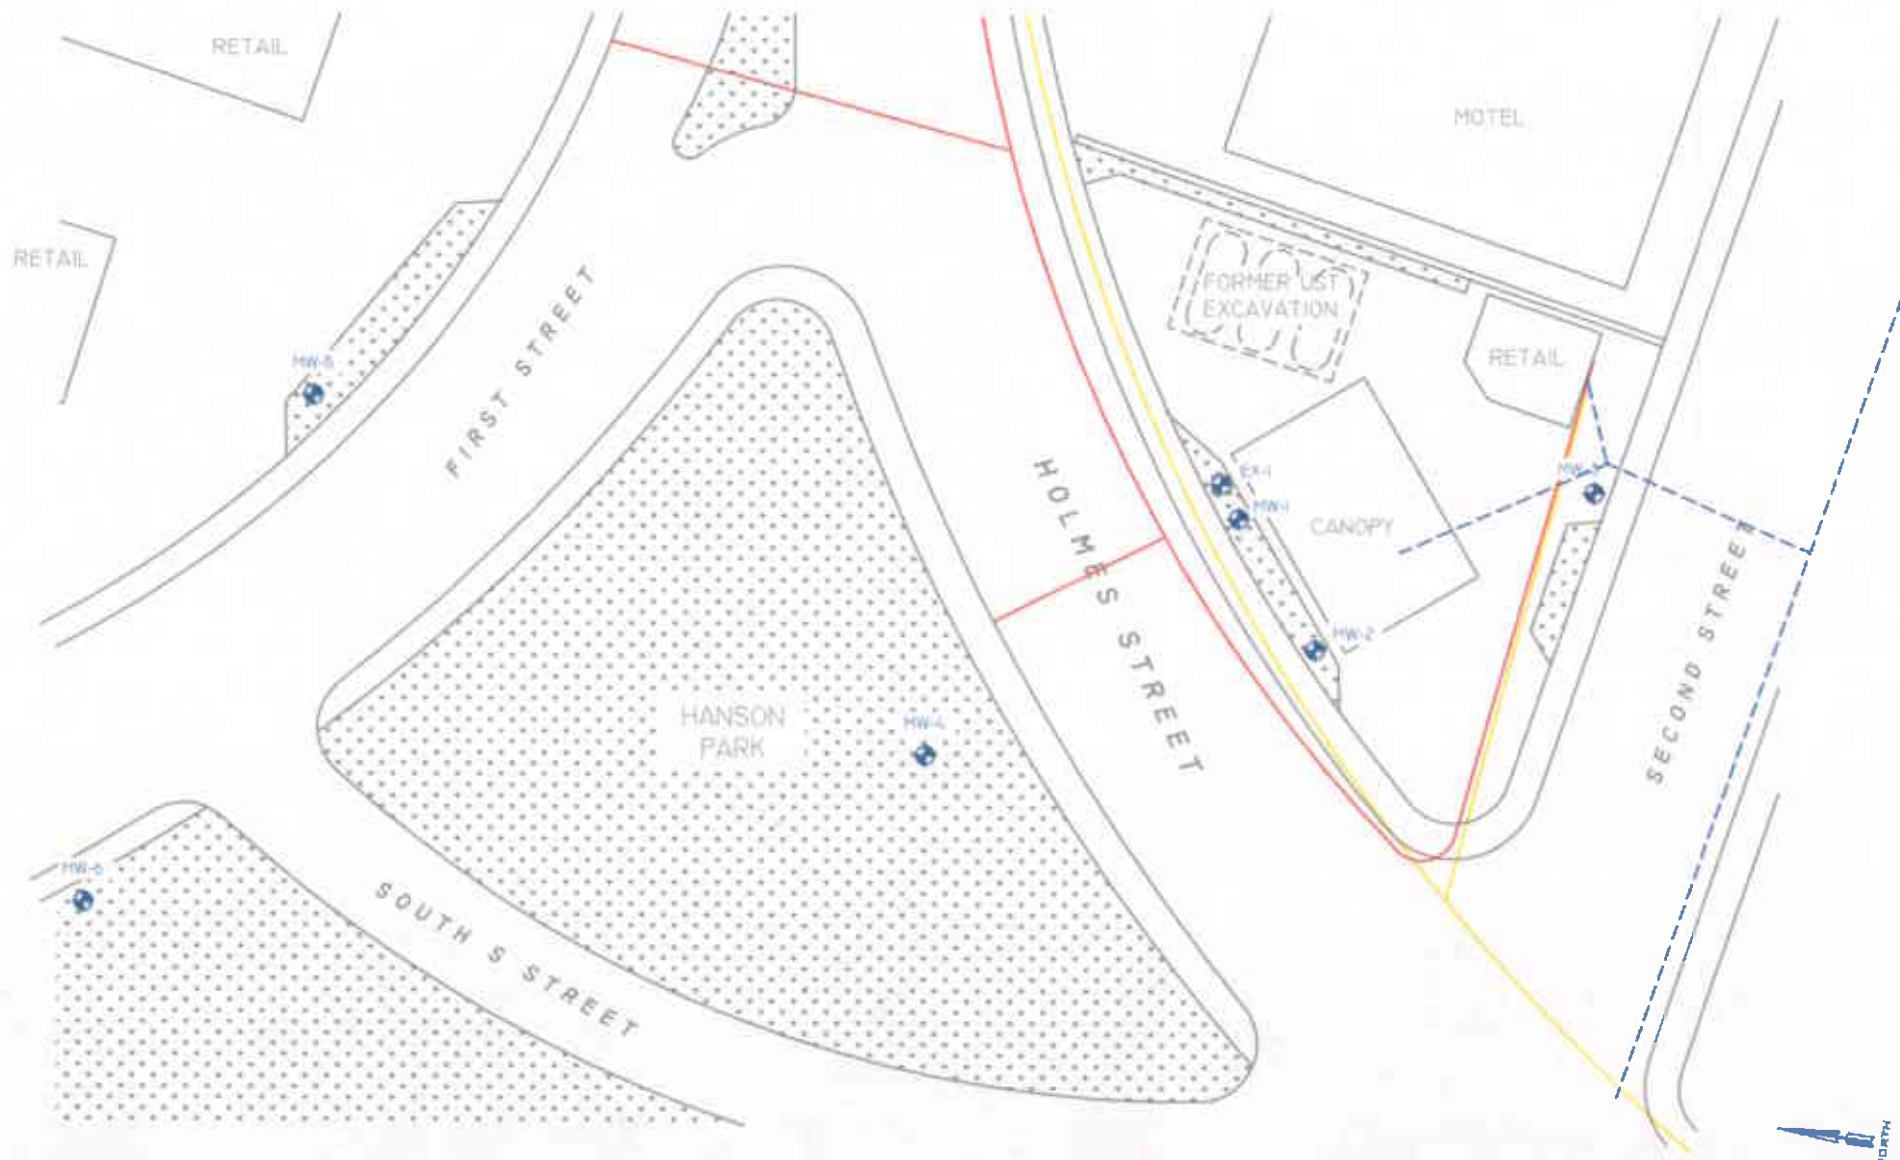 RETAIL
MOTEL
RETAIL
FORMER UST
EXCAVATION
RETAIL
FIRST STREET
EX-1
MW-1
CANOPY
HOLMES STREET
MW-2
SECOND STREET
HANSON
PARK
MW-4
SOUTH S STREET
NORTH